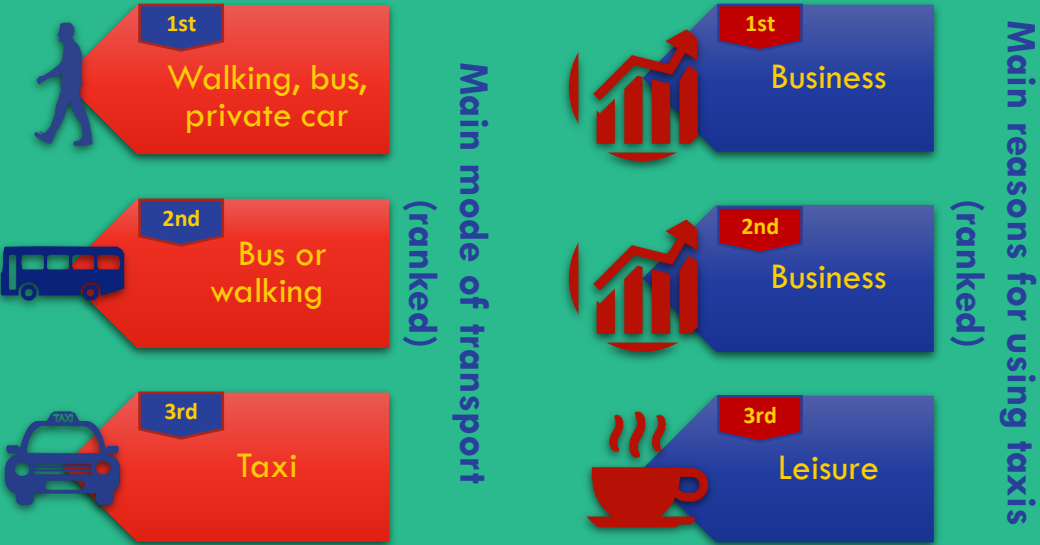 1st
Walking, bus,
private car
2nd
Bus or
walking
TAXI
3rd
Taxi
Main mode of transport
(ranked)
1st
Business
2nd
Business
3rd
Leisure
Main reasons for using taxis
(ranked)